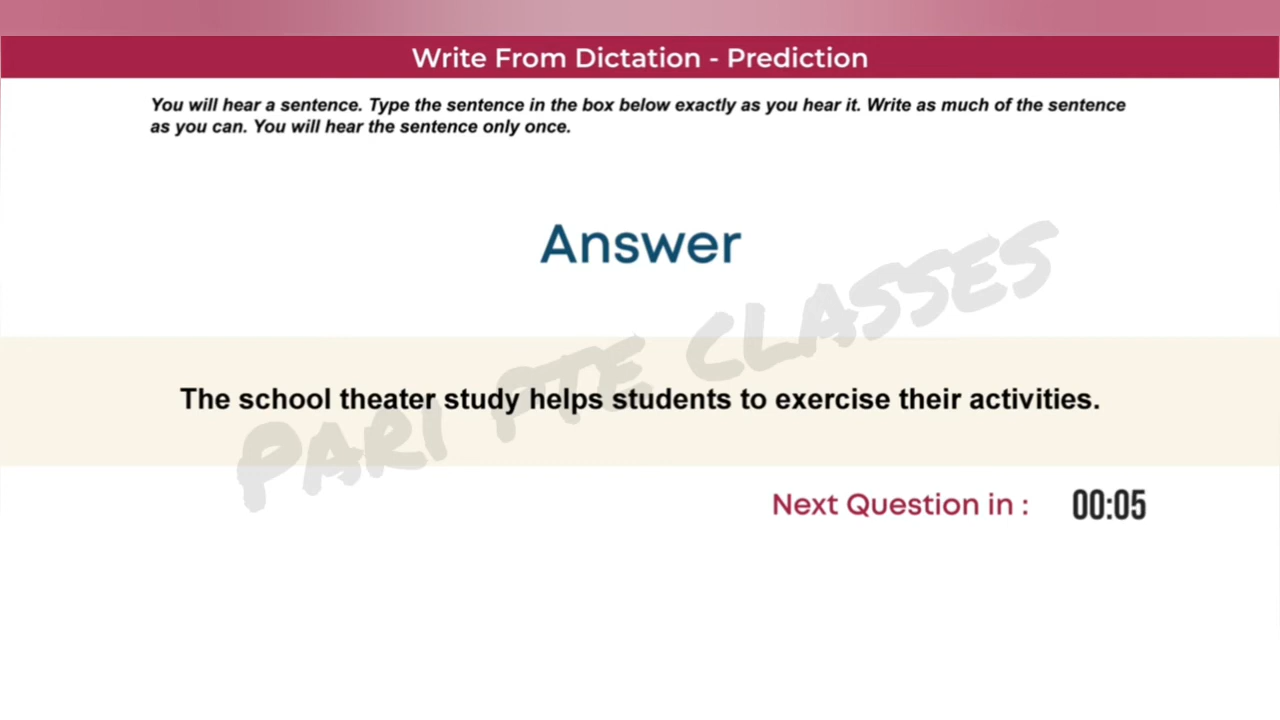 Write From Dictation - Prediction
You will hear a sentence. Type the sentence in the box below exactly as you hear it. Write as much of the sentence
as you can. You will hear the sentence only once.
Answer
PARI PTE CLASSES
The school theater study helps students to exercise their activities.
Next Question in : 00:05